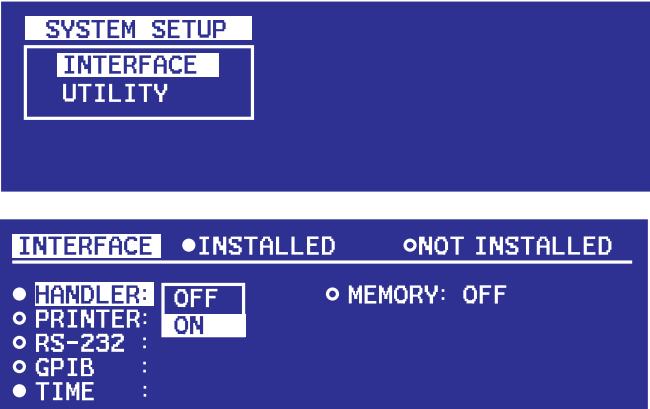 SYSTEM SETUP
INTERFACE
UTILITY
INTERFACE ●INSTALLED ○NOT INSTALLED
● HANDLER: OFF ○ MEMORY: OFF
○ PRINTER: ON
○ RS-232 :
○ GPIB :
● TIME :